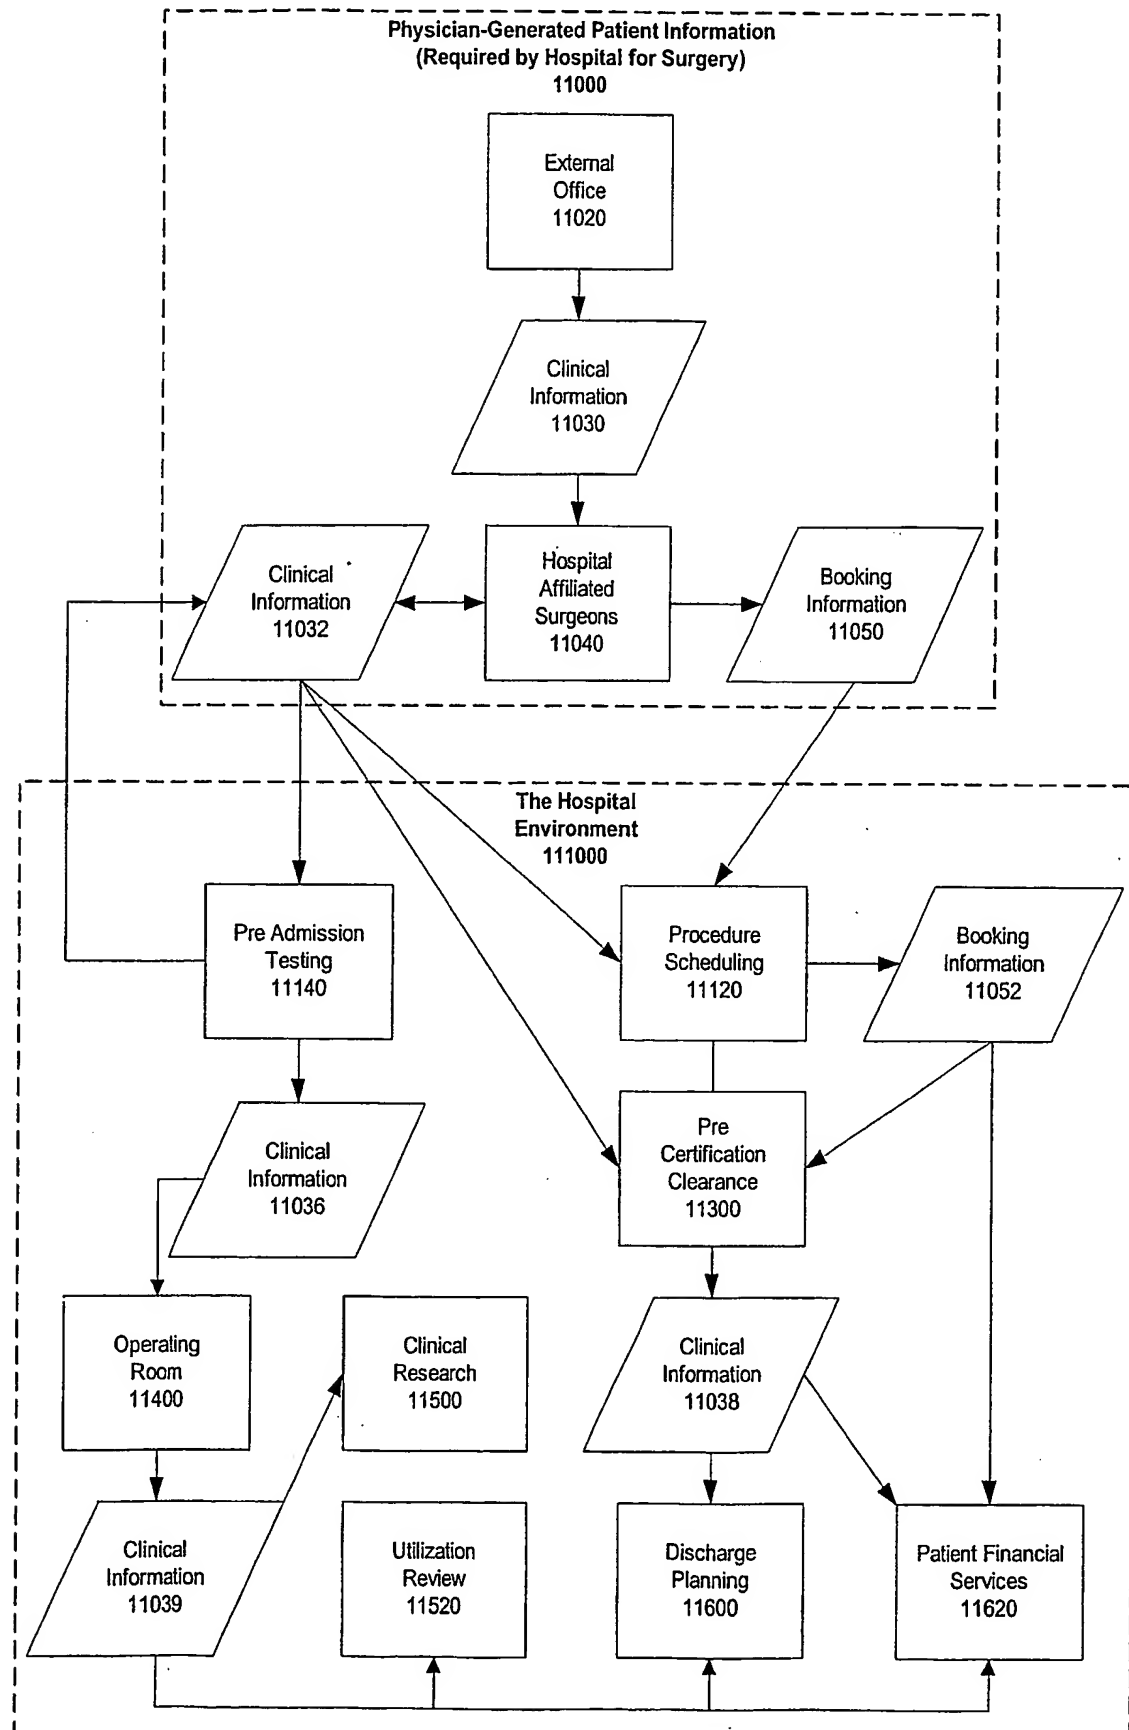 Physician-Generated Patient Information
(Required by Hospital for Surgery)
11000
External
Office
11020
Clinical
Information
11030
Clinical
Information
11032
Hospital
Affiliated
Surgeons
11040
Booking
Information
11050
The Hospital
Environment
111000
Pre Admission
Testing
11140
Procedure
Scheduling
11120
Booking
Information
11052
Clinical
Information
11036
Pre
Certification
Clearance
11300
Operating
Room
11400
Clinical
Research
11500
Clinical
Information
11038
Clinical
Information
11039
Utilization
Review
11520
Discharge
Planning
11600
Patient Financial
Services
11620